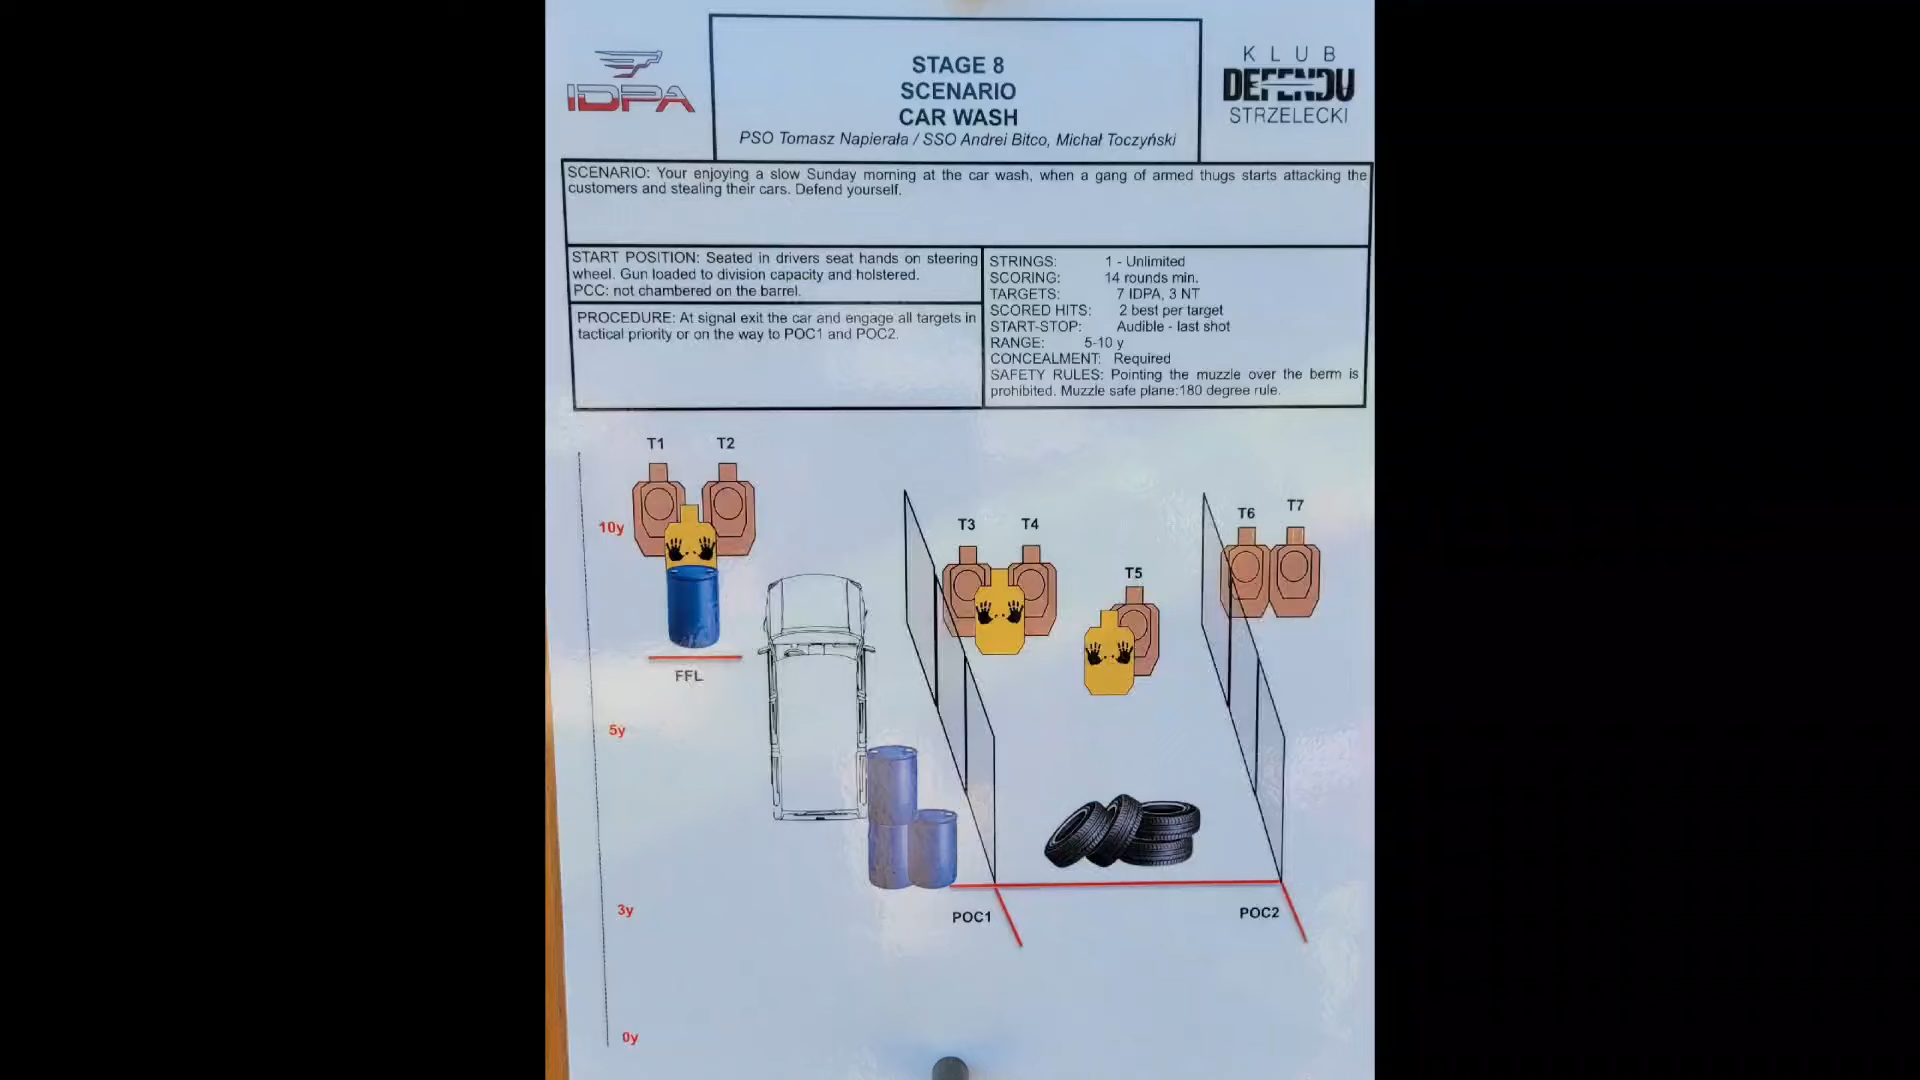 IDPA
STAGE 8
SCENARIO
CAR WASH
PSO Tomasz Napierała / SSO Andrei Bitco, Michał Toczyński
KLUB
DEFENDU
STRZELECKI
SCENARIO: Your enjoying a slow Sunday morning at the car wash, when a gang of armed thugs starts attacking the
customers and stealing their cars. Defend yourself.
START POSITION: Seated in drivers seat hands on steering
wheel. Gun loaded to division capacity and holstered.
PCC: not chambered on the barrel.
PROCEDURE: At signal exit the car and engage all targets in
tactical priority or on the way to POC1 and POC2.
STRINGS: 1 - Unlimited
SCORING: 14 rounds min.
TARGETS: 7 IDPA, 3 NT
SCORED HITS: 2 best per target
START-STOP: Audible - last shot
RANGE: 5-10 y
CONCEALMENT: Required
SAFETY RULES: Pointing the muzzle over the berm is
prohibited. Muzzle safe plane:180 degree rule.
T1 T2
T3 T4
T5
T6 T7
10y
FFL
5y
3y
POC1 POC2
0y